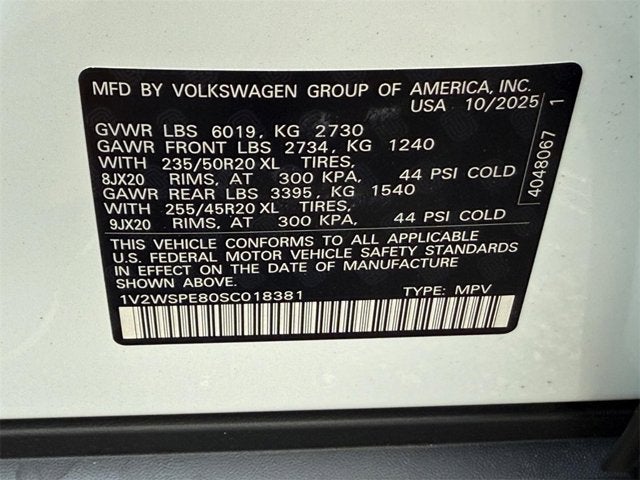 MFD BY VOLKSWAGEN GROUP OF AMERICA, INC.
USA 10/2025
GVWR LBS 6019, KG 2730
GAWR FRONT LBS 2734, KG 1240
WITH 235/50R20 XL TIRES,
8JX20 RIMS, AT 300 KPA, 44 PSI COLD
GAWR REAR LBS 3395, KG 1540
WITH 255/45R20 XL TIRES,
9JX20 RIMS, AT 300 KPA, 44 PSI COLD
THIS VEHICLE CONFORMS TO ALL APPLICABLE
U.S. FEDERAL MOTOR VEHICLE SAFETY STANDARDS
IN EFFECT ON THE DATE OF MANUFACTURE
SHOWN ABOVE.
1V2WSPE80SC018381 TYPE: MPV
4048067 1